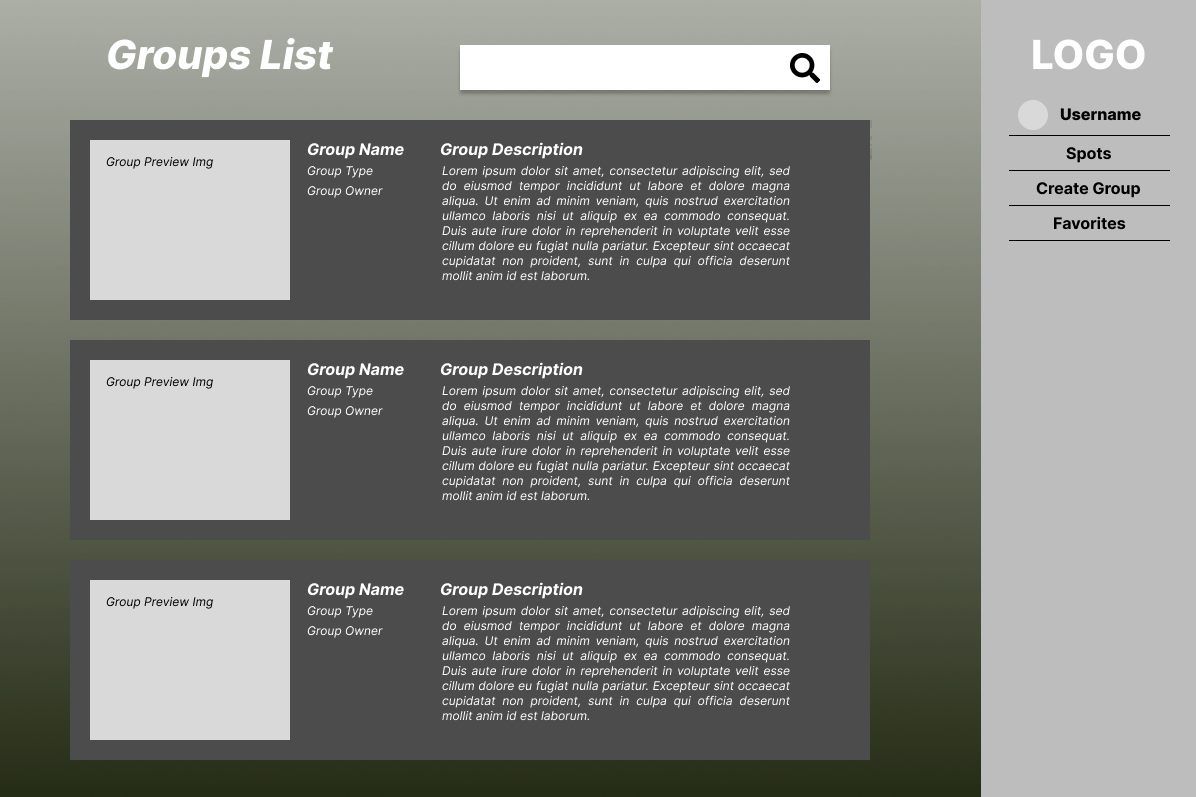 Groups List
LOGO
Username
Spots
Create Group
Favorites
Group Preview Img
Group Name
Group Type
Group Owner
Group Description
Lorem ipsum dolor sit amet, consectetur adipiscing elit, sed
do eiusmod tempor incididunt ut labore et dolore magna
aliqua. Ut enim ad minim veniam, quis nostrud exercitation
ullamco laboris nisi ut aliquip ex ea commodo consequat.
Duis aute irure dolor in reprehenderit in voluptate velit esse
cillum dolore eu fugiat nulla pariatur. Excepteur sint occaecat
cupidatat non proident, sunt in culpa qui officia deserunt
mollit anim id est laborum.
Group Preview Img
Group Name
Group Type
Group Owner
Group Description
Lorem ipsum dolor sit amet, consectetur adipiscing elit, sed
do eiusmod tempor incididunt ut labore et dolore magna
aliqua. Ut enim ad minim veniam, quis nostrud exercitation
ullamco laboris nisi ut aliquip ex ea commodo consequat.
Duis aute irure dolor in reprehenderit in voluptate velit esse
cillum dolore eu fugiat nulla pariatur. Excepteur sint occaecat
cupidatat non proident, sunt in culpa qui officia deserunt
mollit anim id est laborum.
Group Preview Img
Group Name
Group Type
Group Owner
Group Description
Lorem ipsum dolor sit amet, consectetur adipiscing elit, sed
do eiusmod tempor incididunt ut labore et dolore magna
aliqua. Ut enim ad minim veniam, quis nostrud exercitation
ullamco laboris nisi ut aliquip ex ea commodo consequat.
Duis aute irure dolor in reprehenderit in voluptate velit esse
cillum dolore eu fugiat nulla pariatur. Excepteur sint occaecat
cupidatat non proident, sunt in culpa qui officia deserunt
mollit anim id est laborum.